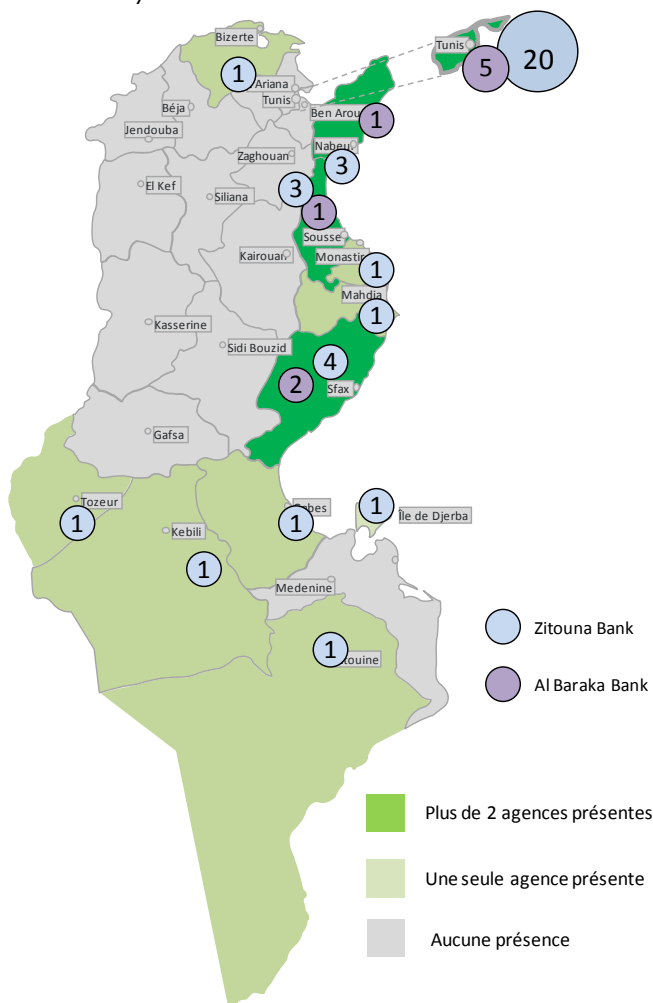 Bizerte
Tunis
20
5
1
Ariana
Tunis
Béja
Ben Arou
1
Jendouba
Nabeul
Zaghouan
3
El Kef
3
Siliana
1
Sousse
Kairouan
Monastir
1
Mahdia
1
Kasserine
Sidi Bouzid
4
2
Sfax
Gafsa
Tozeur
1
Kebili
1
Gabes
1
1
Île de Djerba
Medenine
1
touine
Zitouna Bank
Al Baraka Bank
Plus de 2 agences présentes
Une seule agence présente
Aucune présence